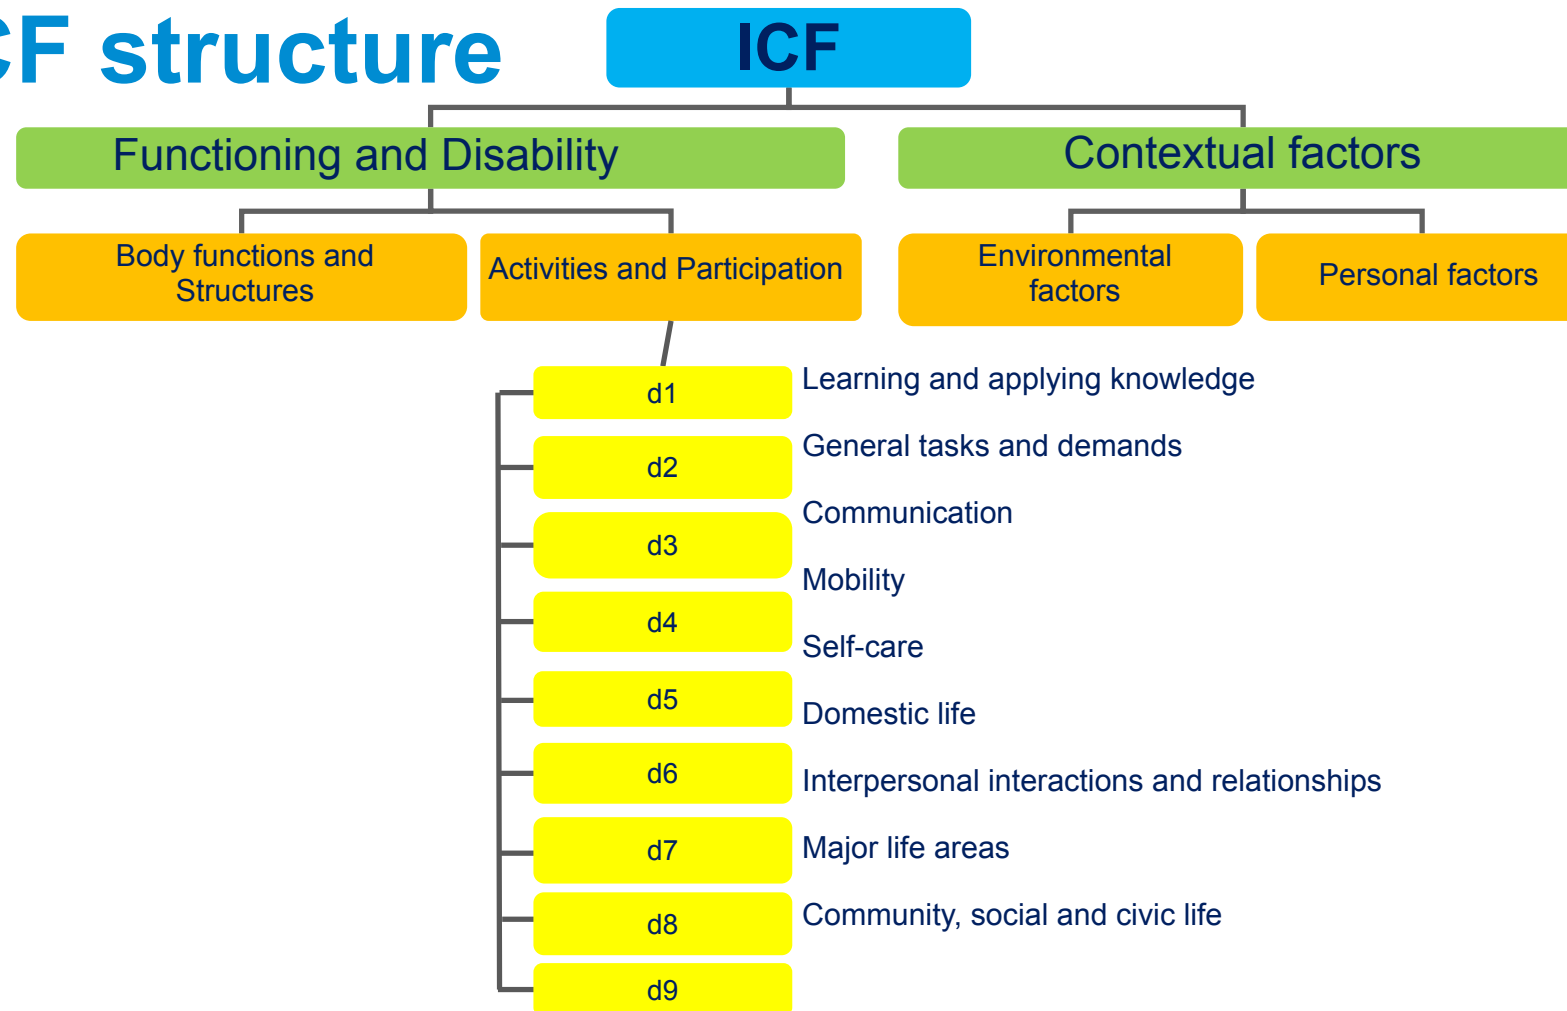 CF structure
ICF
Functioning and Disability
Contextual factors
Body functions and
Structures
Activities and Participation
Environmental
factors
Personal factors
d1
Learning and applying knowledge
d2
General tasks and demands
d3
Communication
d4
Mobility
d5
Self-care
d6
Domestic life
d7
Interpersonal interactions and relationships
d8
Major life areas
d9
Community, social and civic life